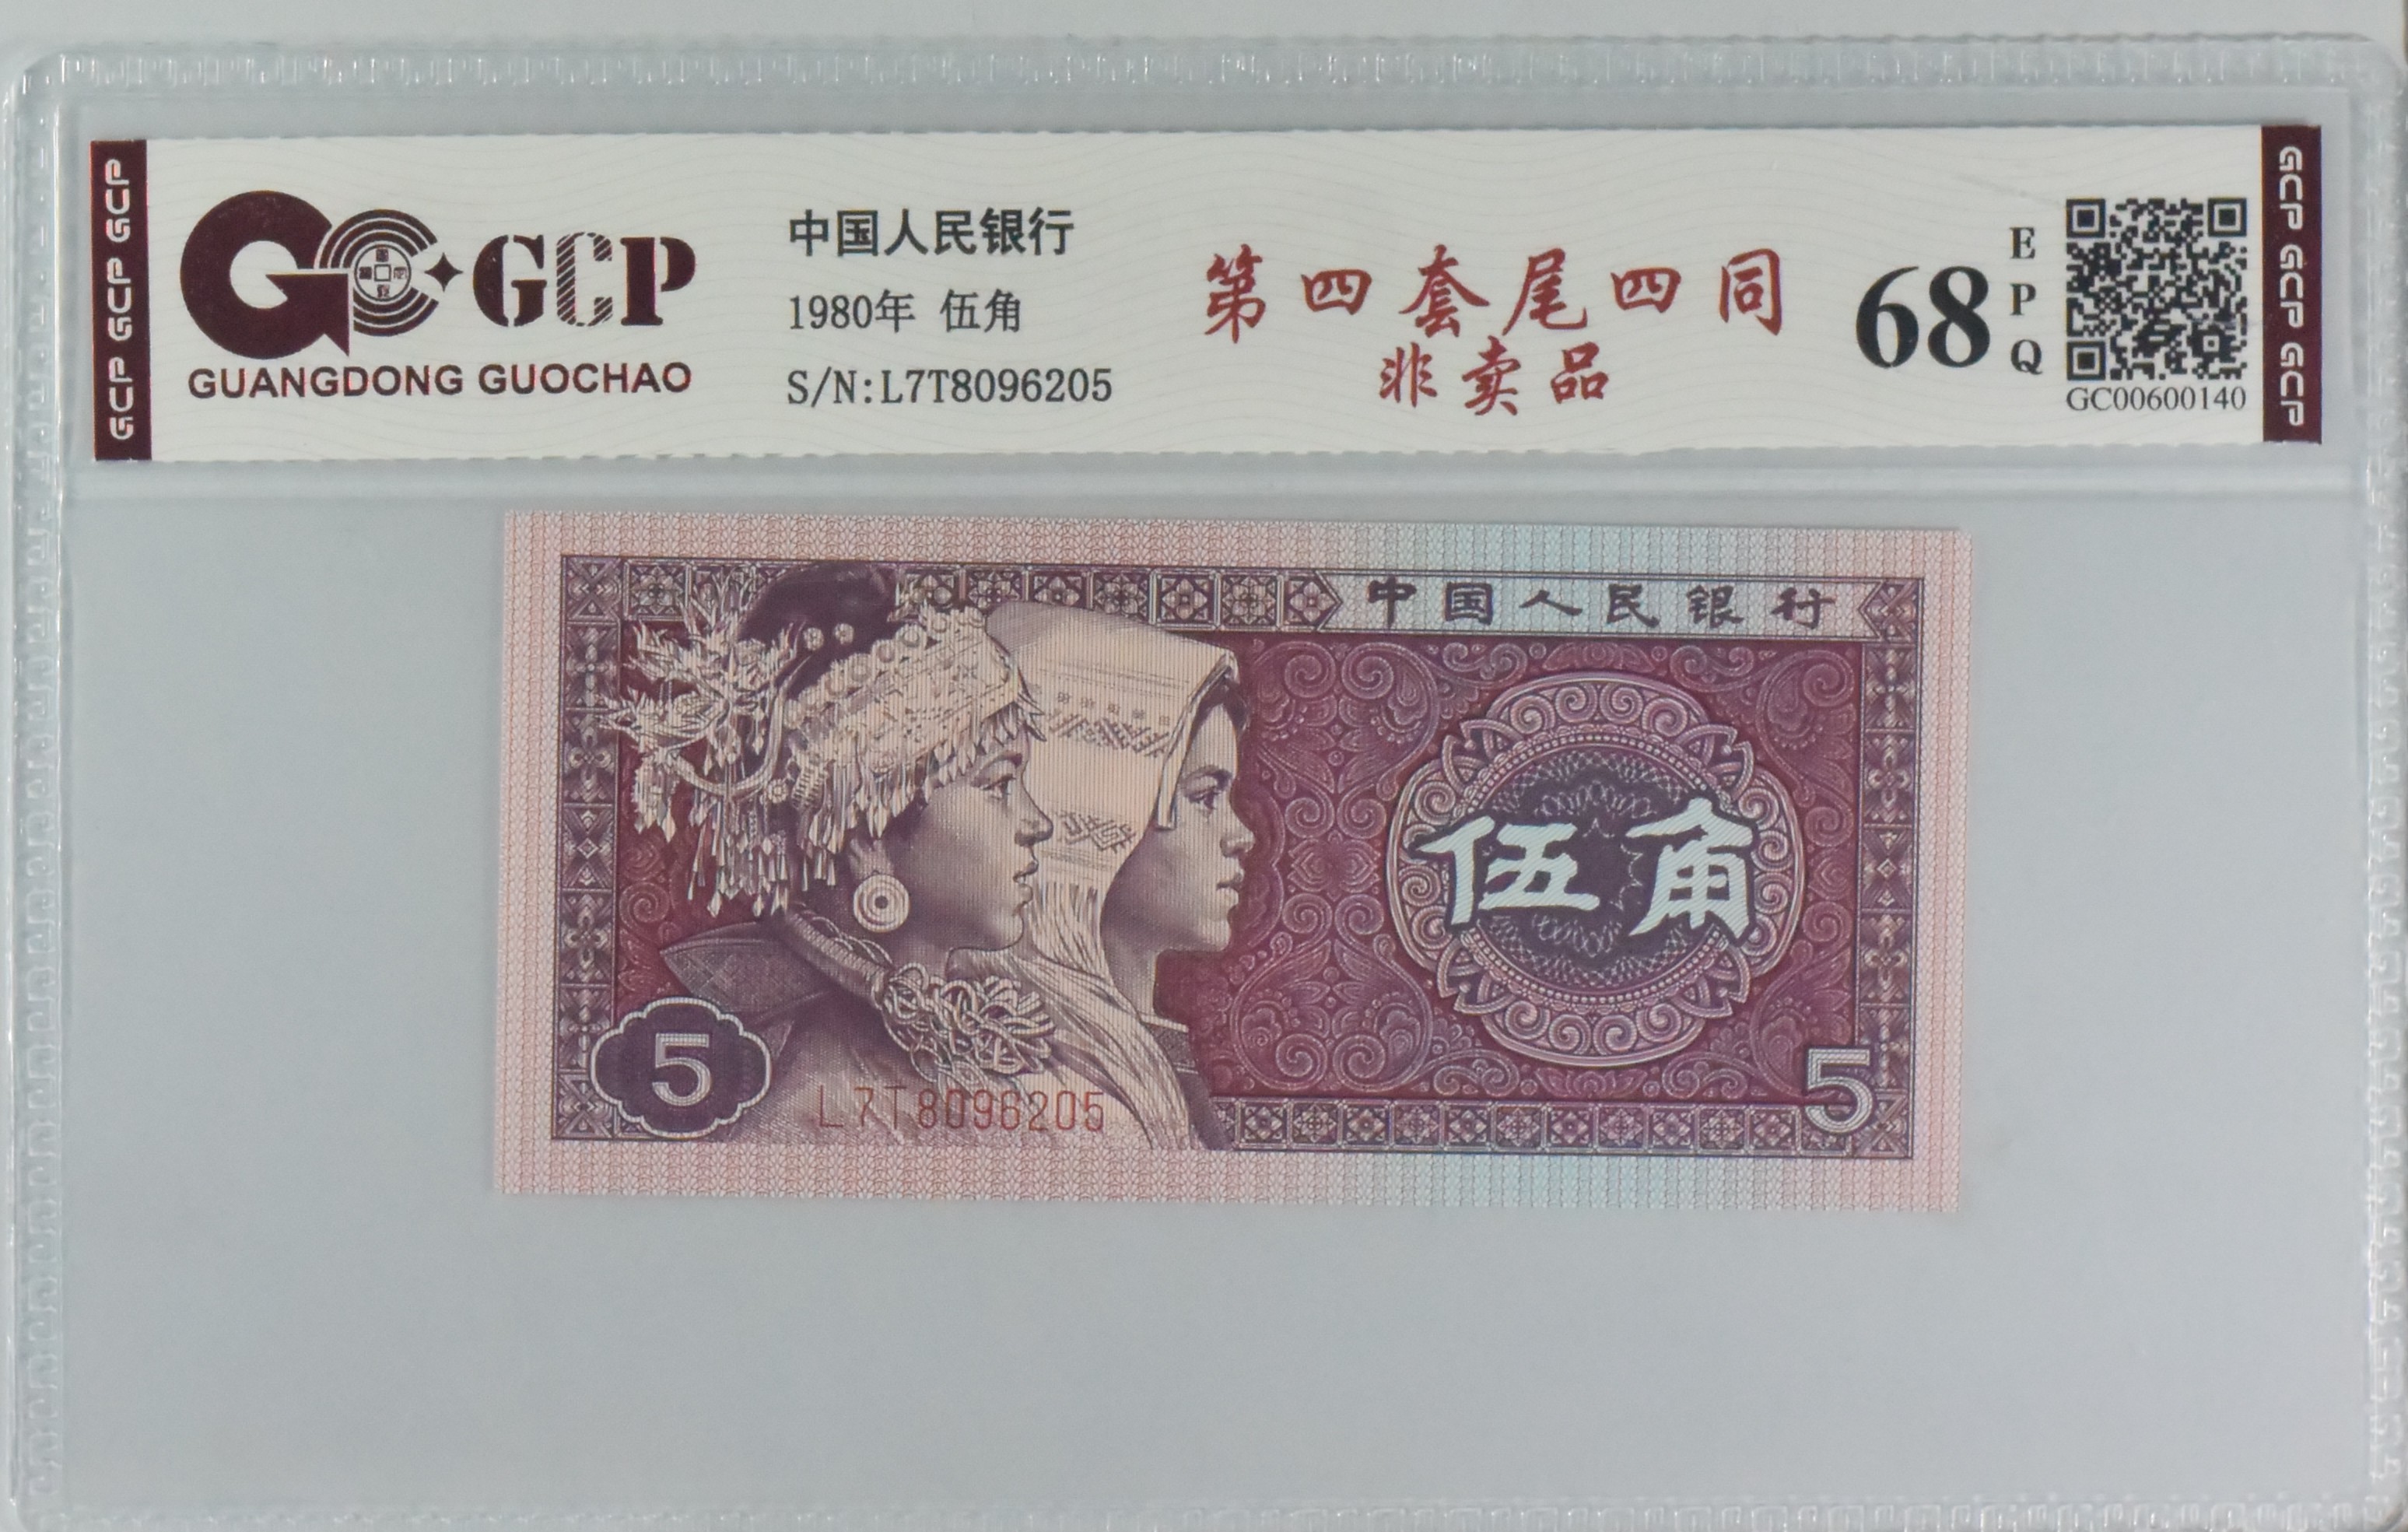 GCP GCP GCP
GCP
GUANGDONG GUOCHAO
中国人民银行
1980年 伍角
S/N:L7T8096205
第四套尾四同
非卖品
68
EPQ
GC00600140
GCP GCP GCP
中国人民银行
伍角
5
L7T8096205
5